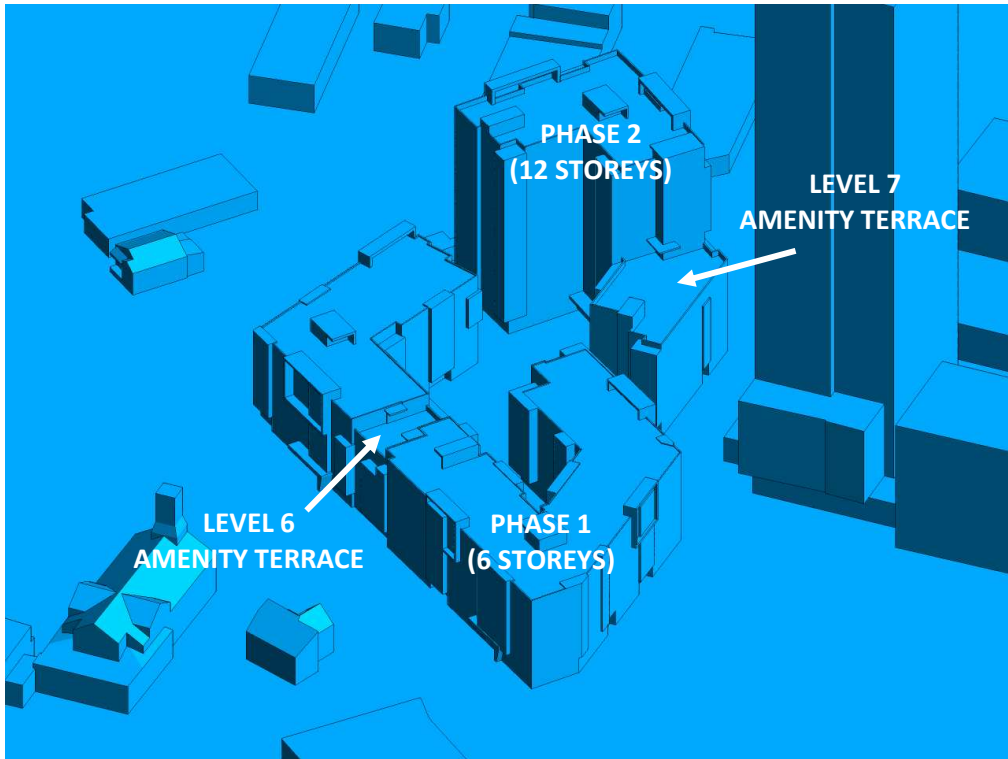 PHASE 2
(12 STOREYS)
LEVEL 7
AMENITY TERRACE
LEVEL 6
AMENITY TERRACE
PHASE 1
(6 STOREYS)